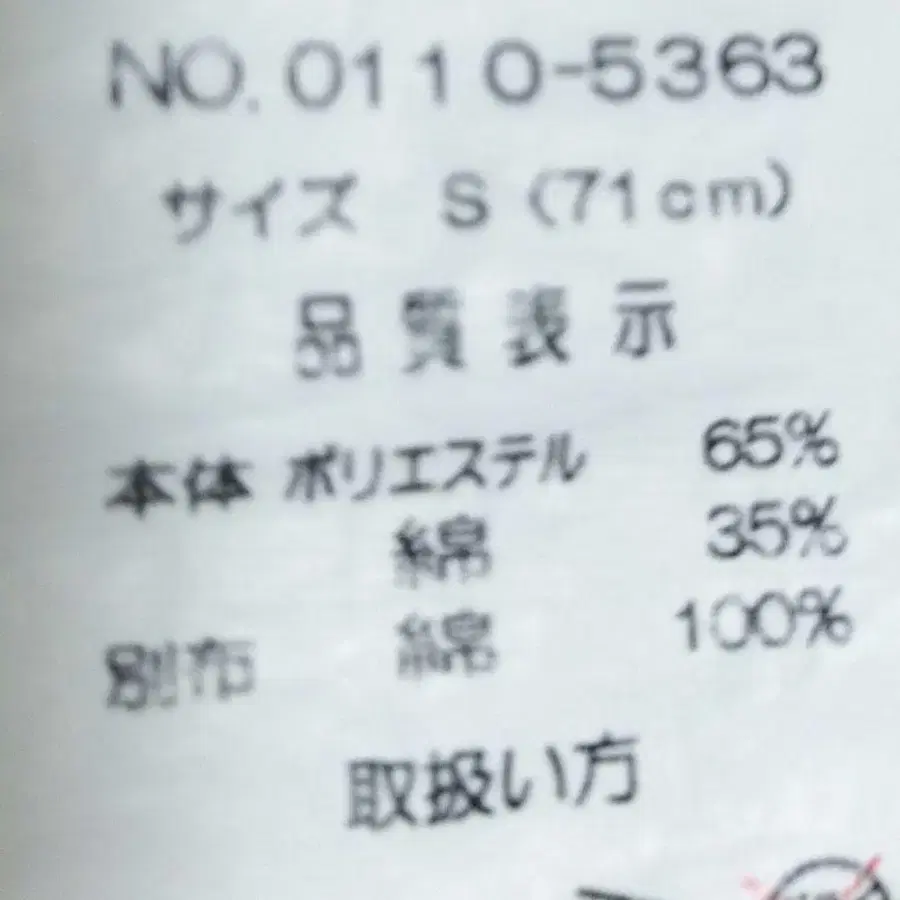 NO.0110-5363
サイズ S (71cm)
品質表示
本体 ポリエステル 65%
綿 35%
別布 綿 100%
取扱い方